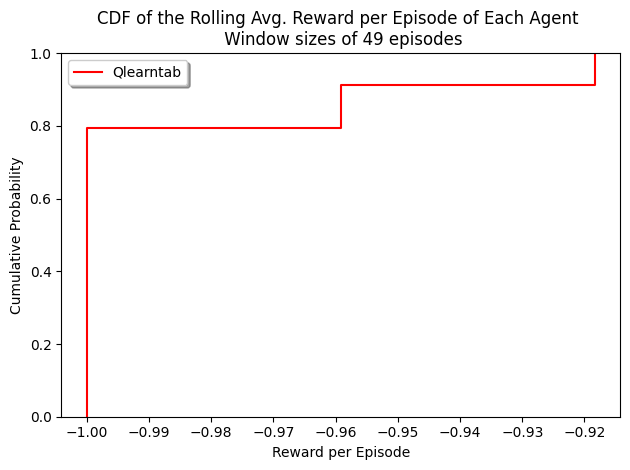 CDF of the Rolling Avg. Reward per Episode of Each Agent
Window sizes of 49 episodes
Qlearntab
Cumulative Probability
1.0
0.8
0.6
0.4
0.2
0.0
−1.00 −0.99 −0.98 −0.97 −0.96 −0.95 −0.94 −0.93 −0.92
Reward per Episode